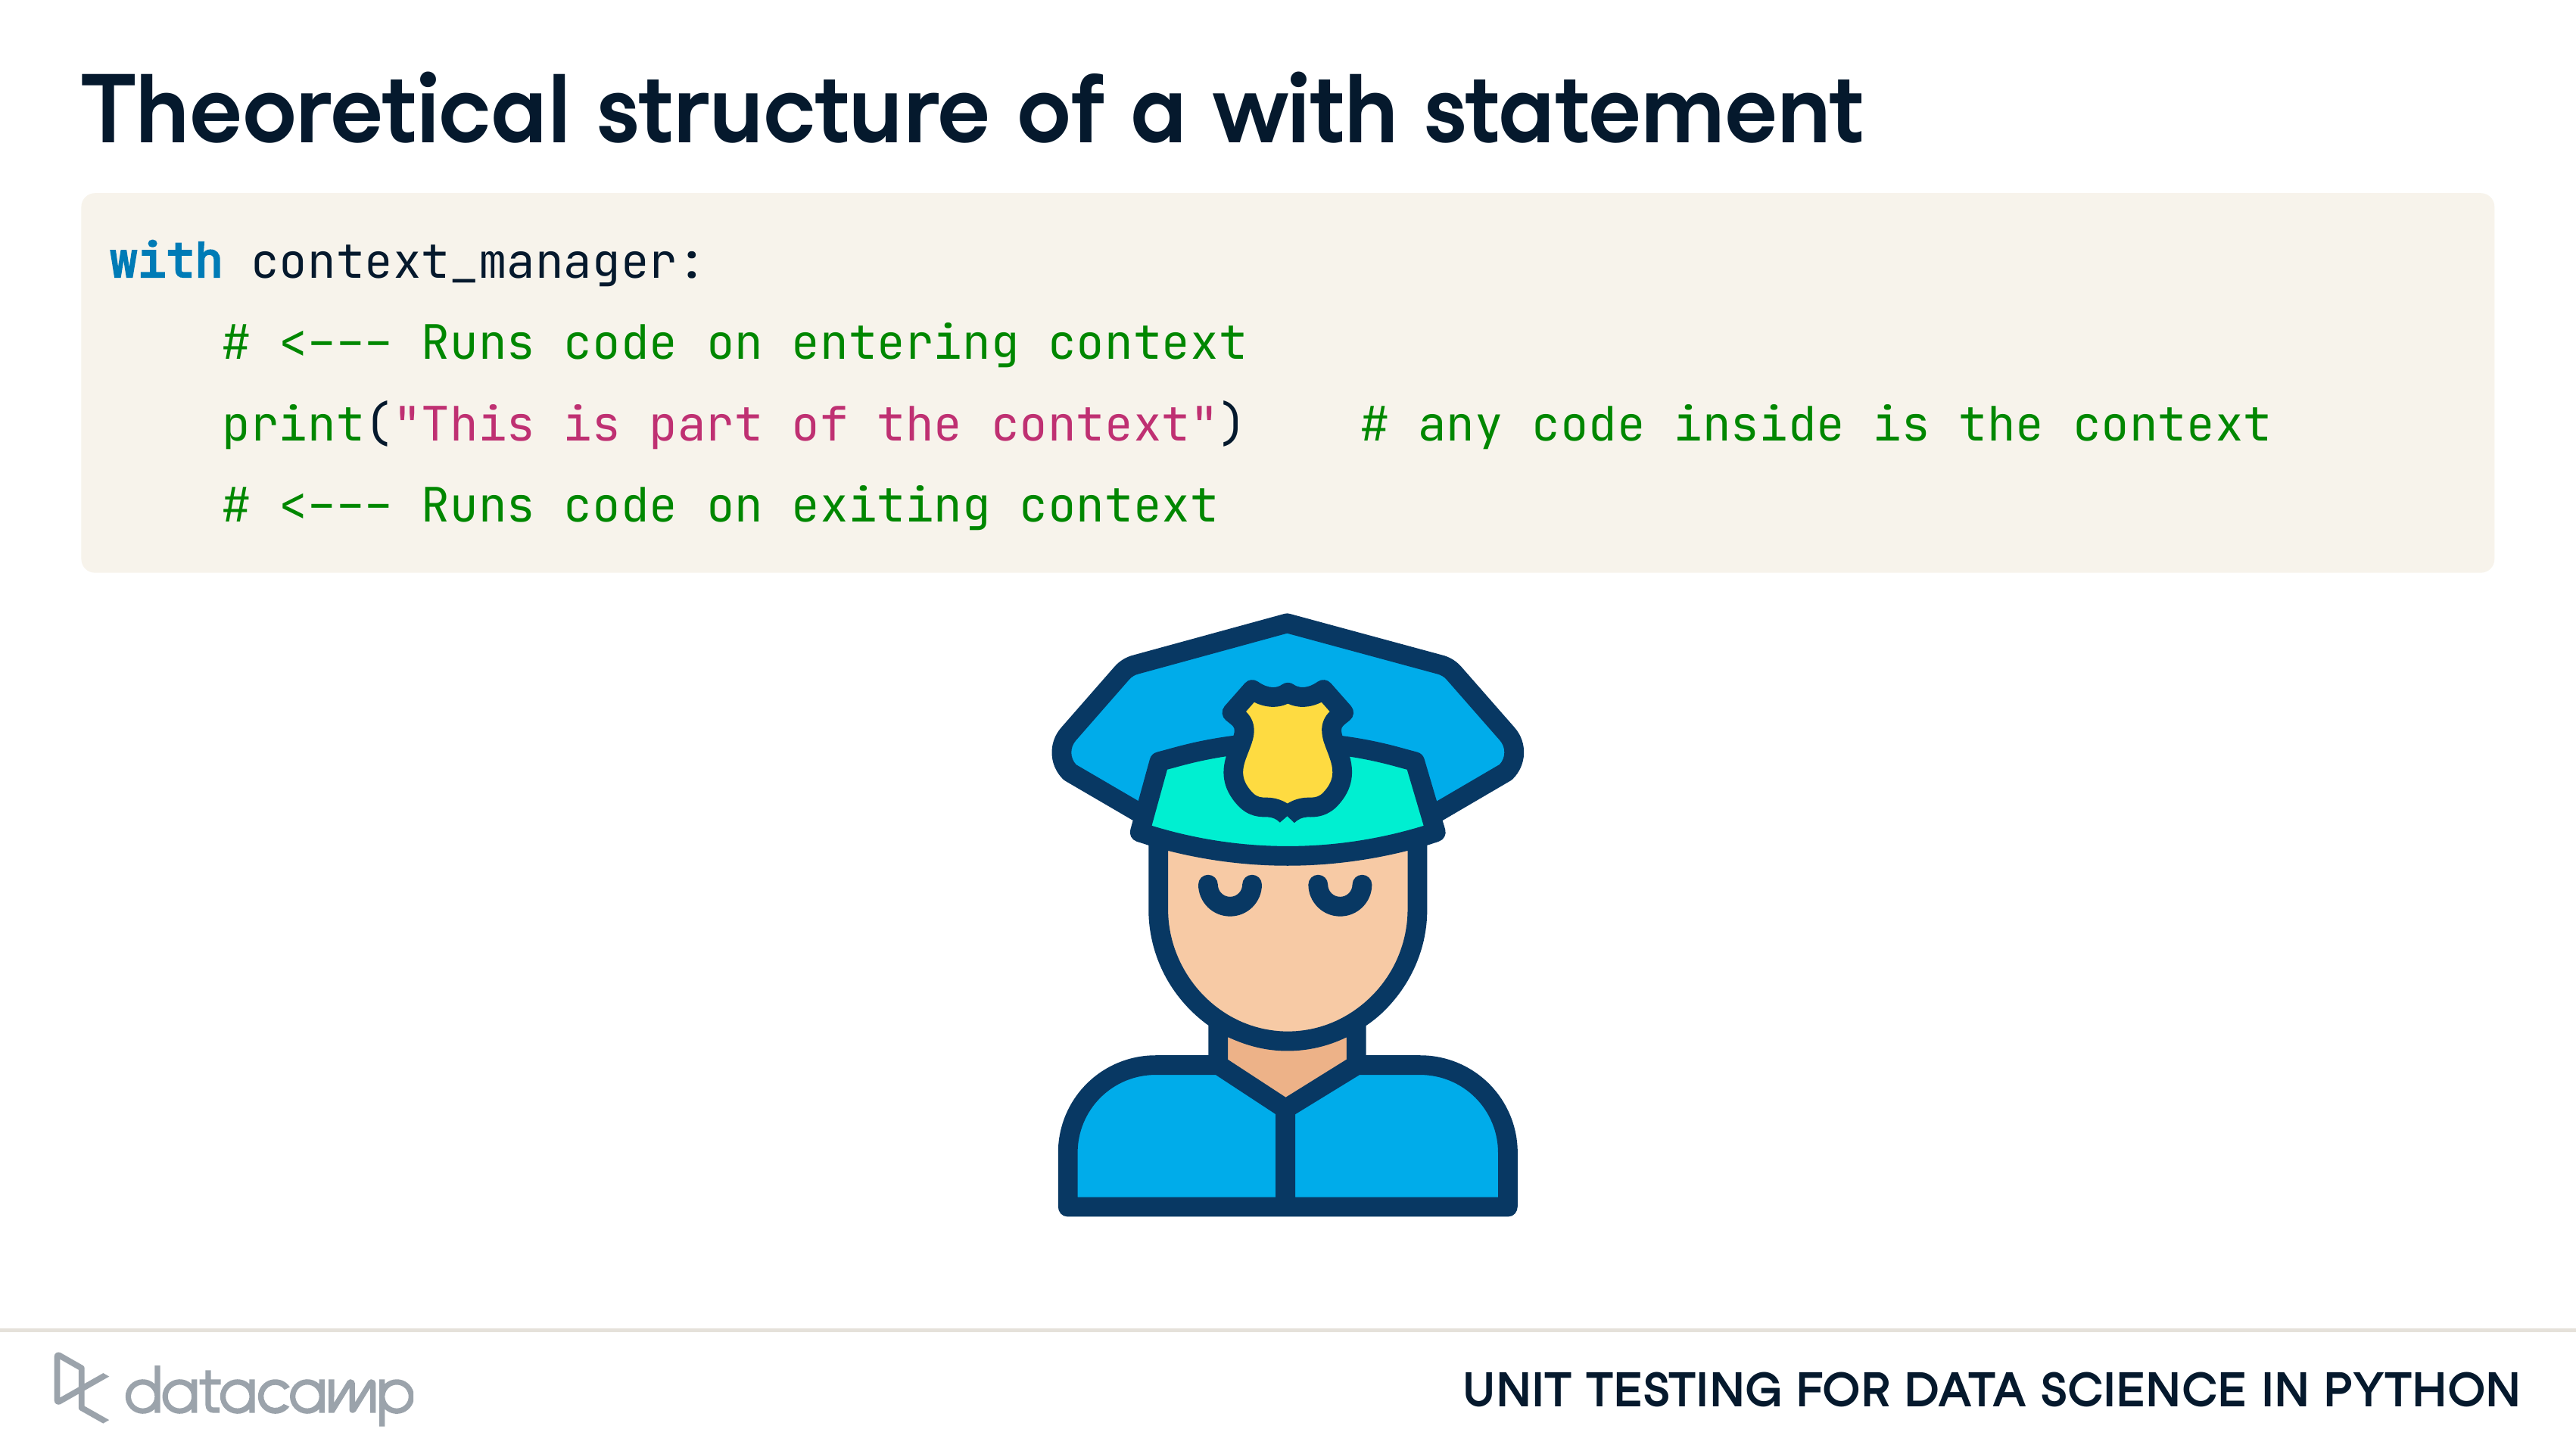 Theoretical structure of a with statement
with context_manager:
    # <--- Runs code on entering context
    print("This is part of the context")    # any code inside is the context
    # <--- Runs code on exiting context
datacamp
UNIT TESTING FOR DATA SCIENCE IN PYTHON